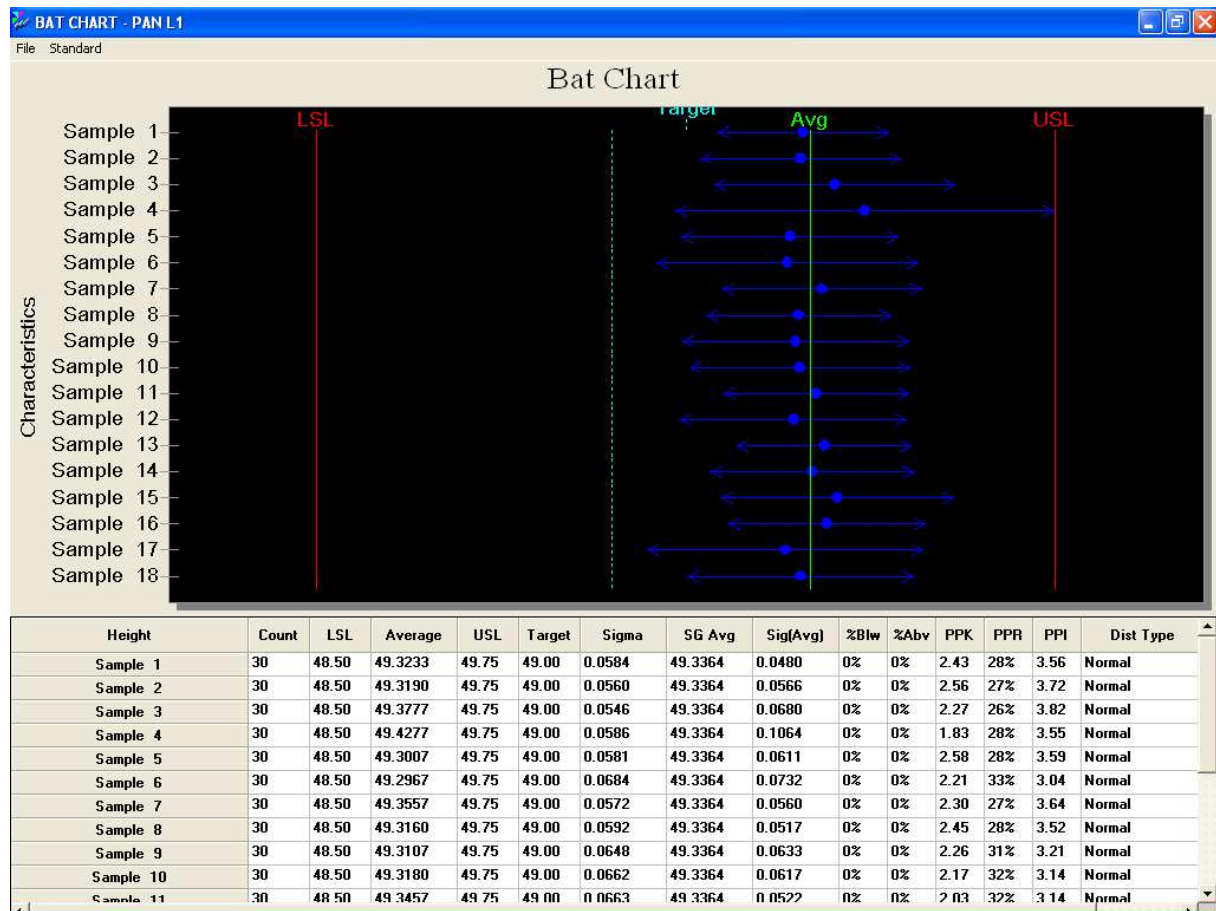 BAT CHART - PAN L1
File Standard
Bat Chart
LSL
Target
Avg
USL
Characteristics
Sample 1
Sample 2
Sample 3
Sample 4
Sample 5
Sample 6
Sample 7
Sample 8
Sample 9
Sample 10
Sample 11
Sample 12
Sample 13
Sample 14
Sample 15
Sample 16
Sample 17
Sample 18
Height Count LSL Average USL Target Sigma SG Avg Sig(Avg) %Blw %Abv PPK PPR PPI Dist Type
Sample 1 30 48.50 49.3233 49.75 49.00 0.0584 49.3364 0.0480 0% 0% 2.43 28% 3.56 Normal
Sample 2 30 48.50 49.3190 49.75 49.00 0.0560 49.3364 0.0566 0% 0% 2.56 27% 3.72 Normal
Sample 3 30 48.50 49.3777 49.75 49.00 0.0546 49.3364 0.0680 0% 0% 2.27 26% 3.82 Normal
Sample 4 30 48.50 49.4277 49.75 49.00 0.0586 49.3364 0.1064 0% 0% 1.83 28% 3.55 Normal
Sample 5 30 48.50 49.3007 49.75 49.00 0.0581 49.3364 0.0611 0% 0% 2.58 28% 3.59 Normal
Sample 6 30 48.50 49.2967 49.75 49.00 0.0684 49.3364 0.0732 0% 0% 2.21 33% 3.04 Normal
Sample 7 30 48.50 49.3557 49.75 49.00 0.0572 49.3364 0.0560 0% 0% 2.30 27% 3.64 Normal
Sample 8 30 48.50 49.3160 49.75 49.00 0.0592 49.3364 0.0517 0% 0% 2.45 28% 3.52 Normal
Sample 9 30 48.50 49.3107 49.75 49.00 0.0648 49.3364 0.0633 0% 0% 2.26 31% 3.21 Normal
Sample 10 30 48.50 49.3180 49.75 49.00 0.0662 49.3364 0.0617 0% 0% 2.17 32% 3.14 Normal
Sample 11 30 48.50 49.3457 49.75 49.00 0.0663 49.3364 0.0522 0% 0% 2.03 32% 3.14 Normal